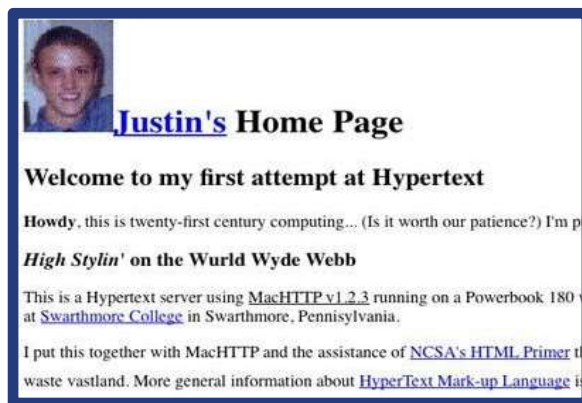 Justin's Home Page
Welcome to my first attempt at Hypertext
Howdy, this is twenty-first century computing... (Is it worth our patience?) I'm
High Stylin' on the Wurld Wyde Webb
This is a Hypertext server using MacHTTP v1.2.3 running on a Powerbook 180
at Swarthmore College in Swarthmore, Pennisylvania.
I put this together with MacHTTP and the assistance of NCSA's HTML Primer
waste vastland. More general information about HyperText Mark-up Language